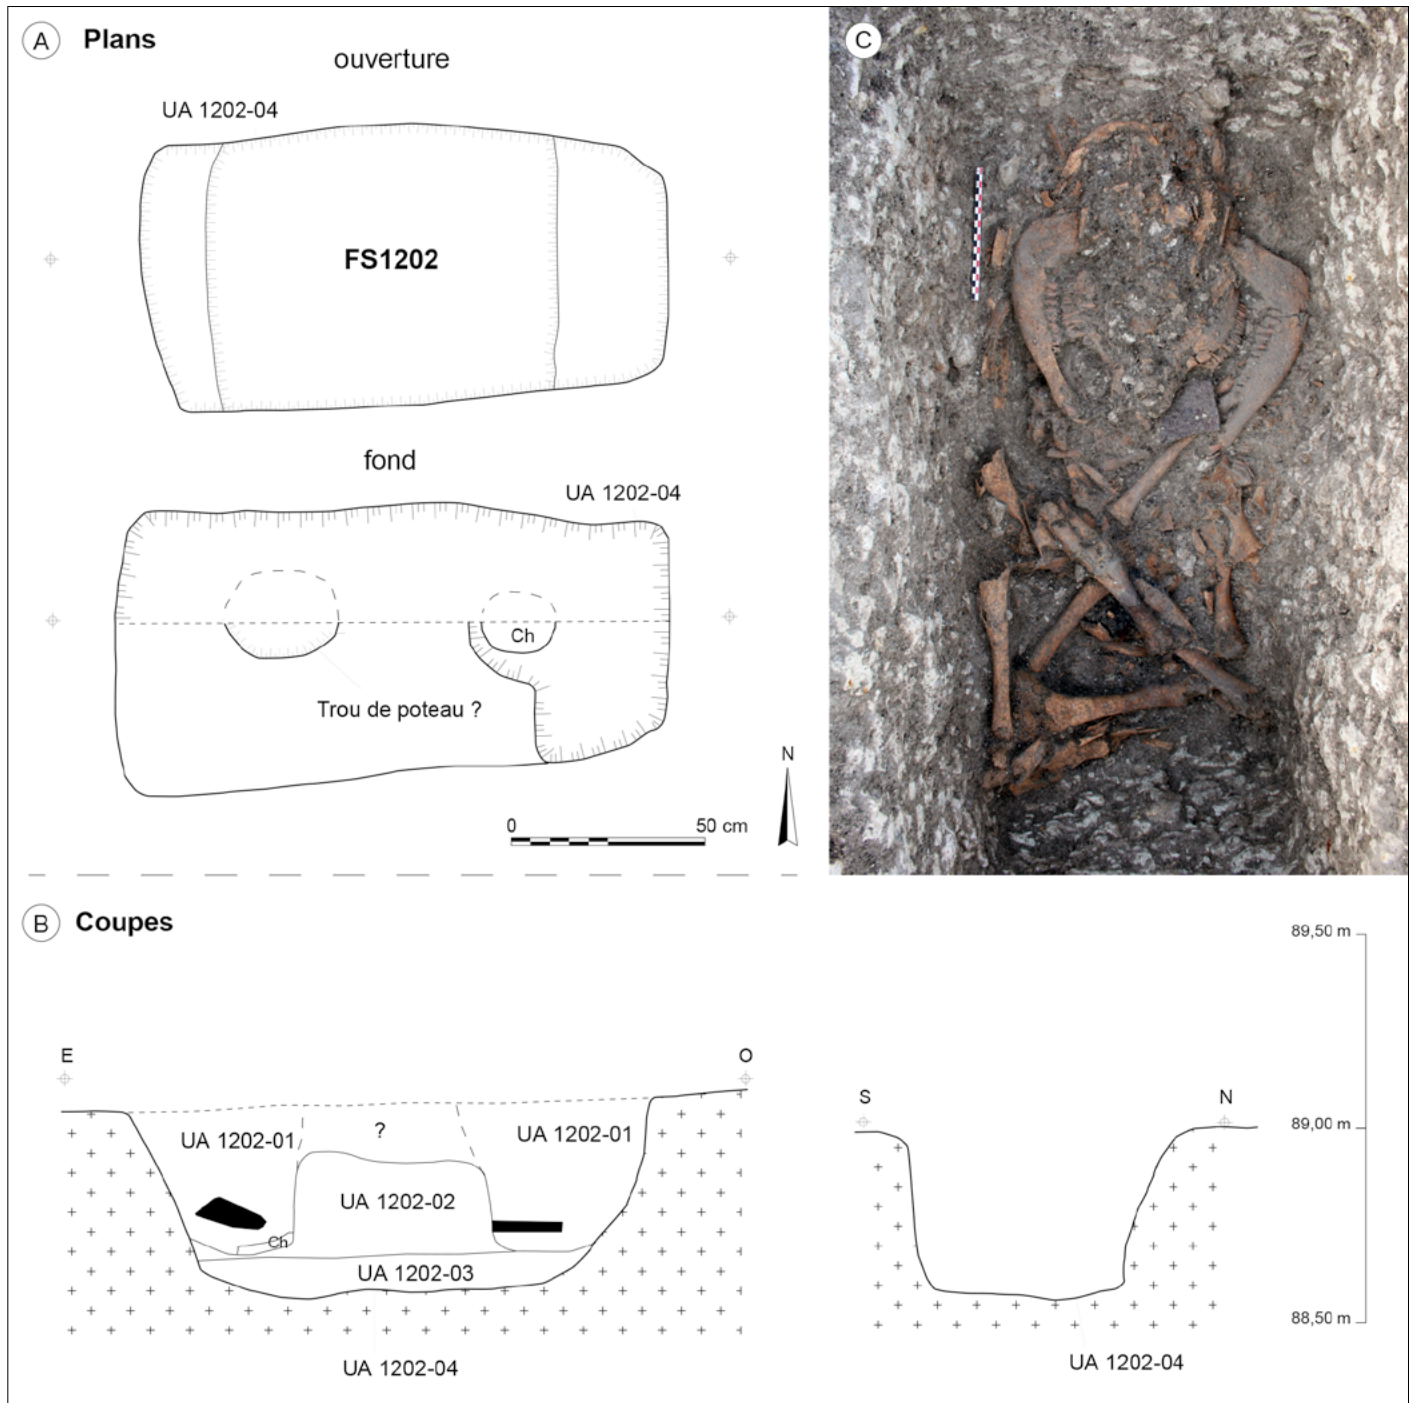 A Plans
ouverture
UA 1202-04
FS1202
fond
UA 1202-04
Ch
Trou de poteau ?
N
0 50 cm
C
B Coupes
89,50 m
E O
S N
UA 1202-01 ? UA 1202-01
89,00 m
UA 1202-02
Ch
UA 1202-03
88,50 m
UA 1202-04
UA 1202-04